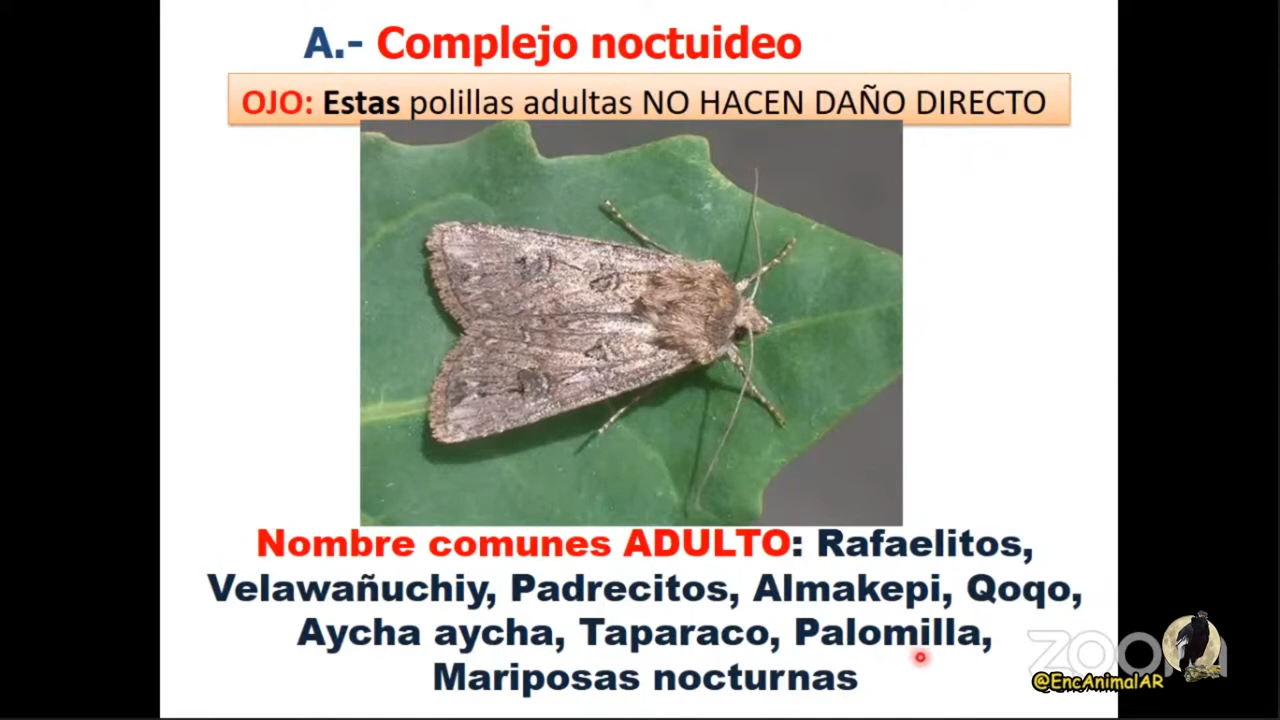 A.- Complejo noctuideo
OJO: Estas polillas adultas NO HACEN DAÑO DIRECTO
Nombre comunes ADULTO: Rafaelitos,
Velawañuchiy, Padrecitos, Almakepi, Qoqo,
Aycha aycha, Taparaco, Palomilla,
Mariposas nocturnas
zoom
@EncAnimalAR